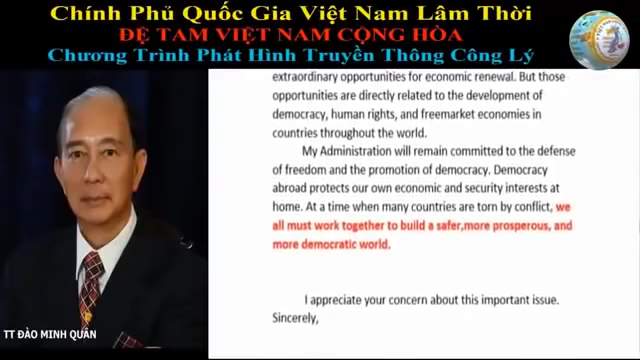 Chính Phủ Quốc Gia Việt Nam Lâm Thời
ĐỆ TAM VIỆT NAM CỘNG HÒA
Chương Trình Phát Hình Truyền Thông Công Lý
extraordinary opportunities for economic renewal. But those
opportunities are directly related to the development of
democracy, human rights, and freemarket economies in
countries throughout the world.
My Administration will remain committed to the defense
of freedom and the promotion of democracy. Democracy
abroad protects our own economic and security interests at
home. At a time when many countries are torn by conflict, we
all must work together to build a safer,more prosperous, and
more democratic world.
I appreciate your concern about this important issue.
Sincerely,
TT ĐÀO MINH QUÂN